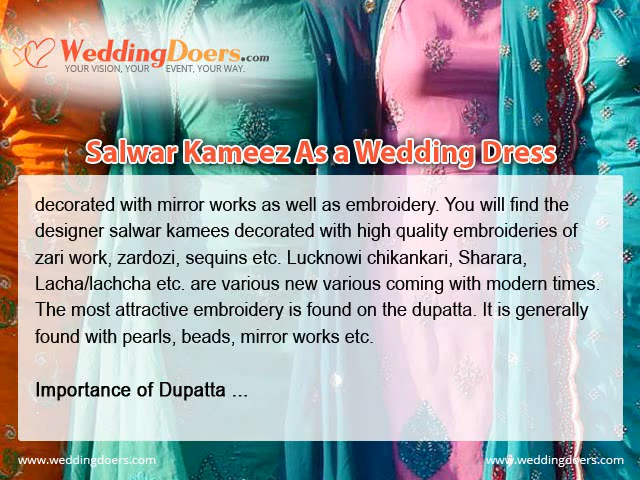 WeddingDoers.com
YOUR VISION, YOUR EVENT, YOUR WAY.
Salwar Kameez As a Wedding Dress
decorated with mirror works as well as embroidery. You will find the
designer salwar kamees decorated with high quality embroideries of
zari work, zardozi, sequins etc. Lucknowi chikankari, Sharara,
Lacha/lachcha etc. are various new various coming with modern times.
The most attractive embroidery is found on the dupatta. It is generally
found with pearls, beads, mirror works etc.
Importance of Dupatta ...
www.weddingdoers.com
www.weddingdoers.com